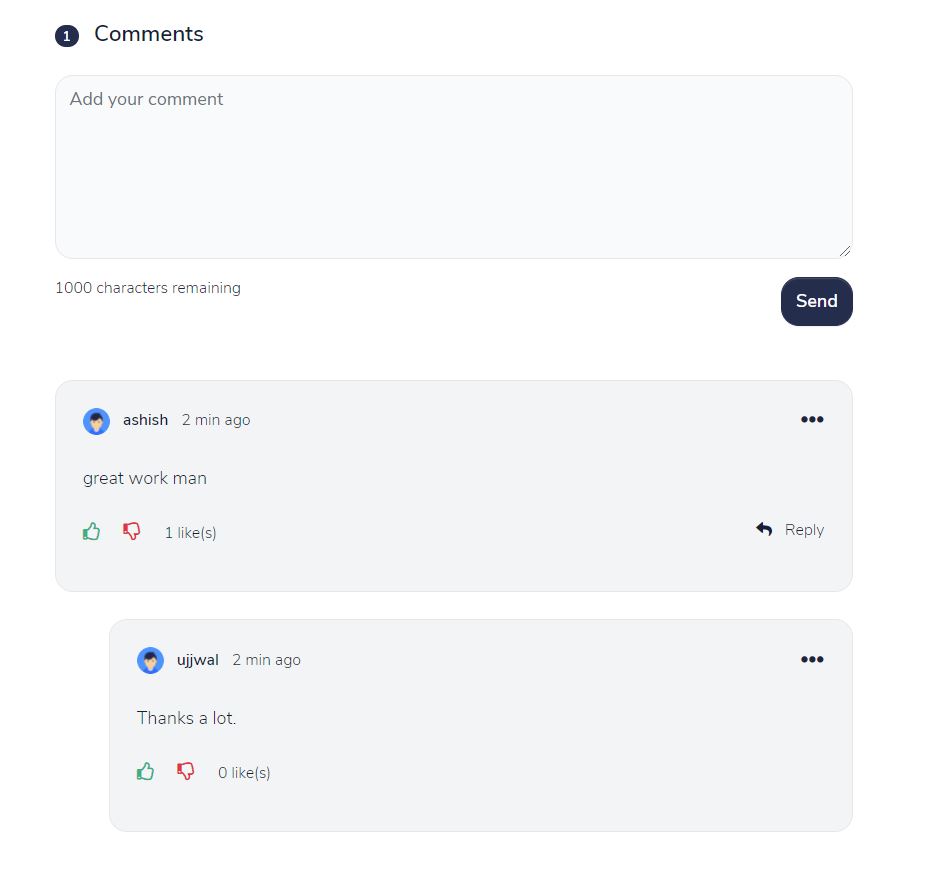 1 Comments
Add your comment
1000 characters remaining
Send
ashish 2 min ago
great work man
1 like(s) Reply
ujjwal 2 min ago
Thanks a lot.
0 like(s)